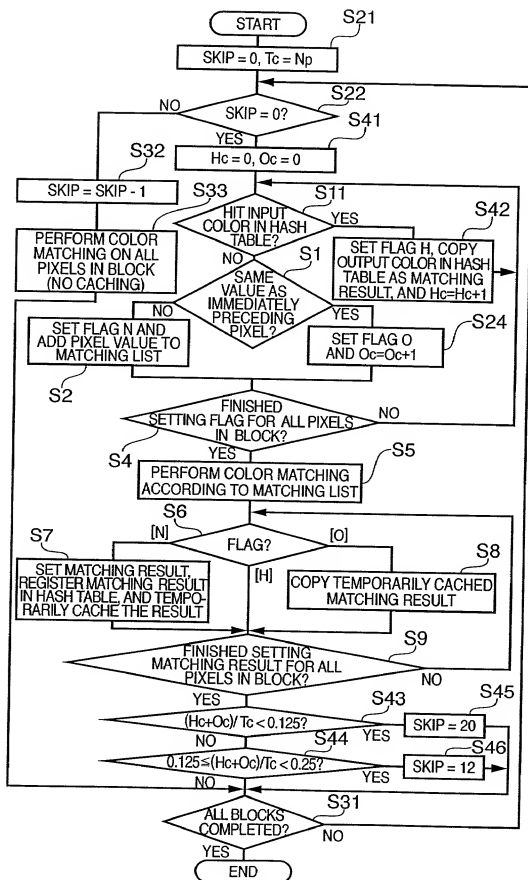 START
S21
SKIP = 0, Tc = Np
S22
NO
SKIP = 0?
S41
YES
S32
Hc = 0, Oc = 0
SKIP = SKIP - 1
S33
S11
HIT INPUT
COLOR IN HASH
TABLE?
YES
S42
PERFORM COLOR
MATCHING ON ALL
PIXELS IN BLOCK
(NO CACHING)
SET FLAG H, COPY
OUTPUT COLOR IN HASH
TABLE AS MATCHING
RESULT, AND Hc=Hc+1
NO
S1
SAME
VALUE AS
IMMEDIATELY
PRECEDING
PIXEL?
NO
YES
S24
SET FLAG N AND
ADD PIXEL VALUE TO
MATCHING LIST
SET FLAG O
AND Oc=Oc+1
S2
FINISHED
SETTING FLAG FOR ALL PIXELS
IN BLOCK?
NO
S4
YES
S5
PERFORM COLOR MATCHING
ACCORDING TO MATCHING LIST
S6
S7
[N]
FLAG?
[O]
S8
[H]
SET MATCHING RESULT,
REGISTER MATCHING RESULT
IN HASH TABLE, AND TEMPO-
RARILY CACHE THE RESULT
COPY TEMPORARILY CACHED
MATCHING RESULT
S9
FINISHED SETTING
MATCHING RESULT FOR ALL
PIXELS IN BLOCK?
NO
YES
S43
S45
(Hc+Oc)/Tc<0.125?
YES
SKIP = 20
NO
S44
S46
0.125≤(Hc+Oc)/Tc<0.25?
YES
SKIP = 12
NO
S31
ALL BLOCKS
COMPLETED?
NO
YES
END